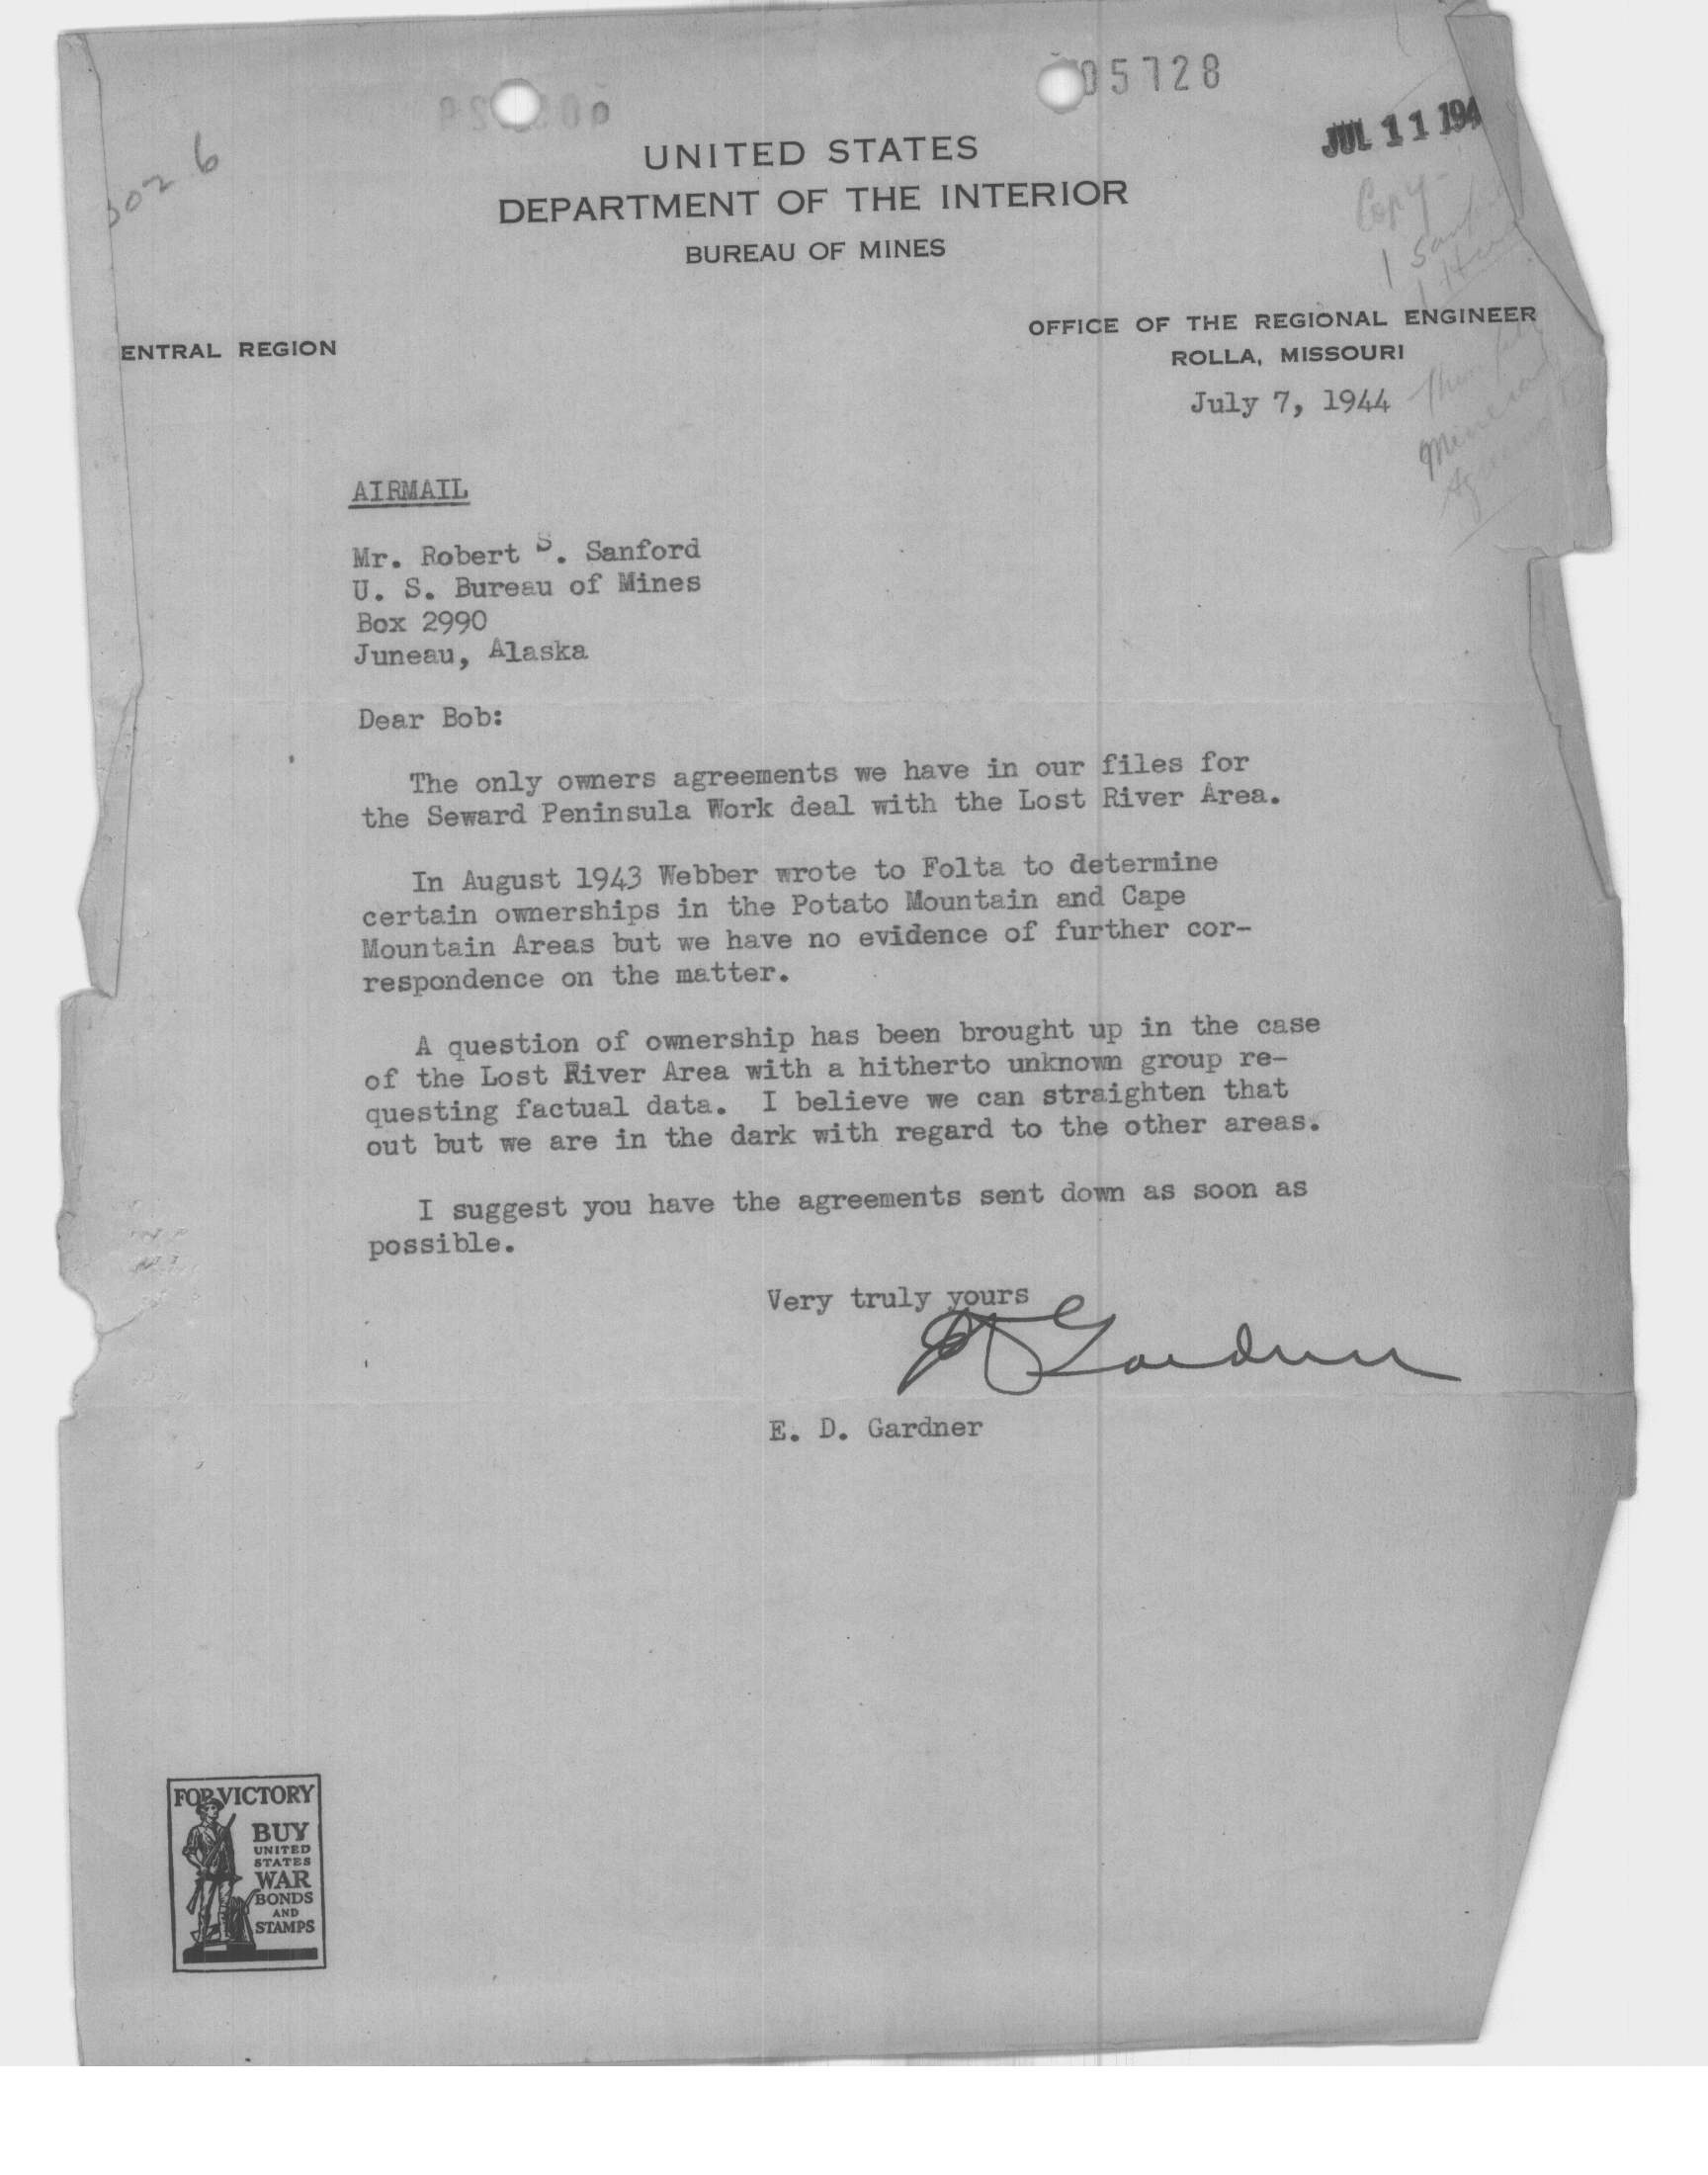 05728
JUL 11 194
302 6
UNITED STATES
DEPARTMENT OF THE INTERIOR
BUREAU OF MINES
Copy-
1 Sanford
1
ENTRAL REGION
OFFICE OF THE REGIONAL ENGINEER
ROLLA, MISSOURI
July 7, 1944
AIRMAIL
Mr. Robert S. Sanford
U. S. Bureau of Mines
Box 2990
Juneau, Alaska
Dear Bob:
The only owners agreements we have in our files for
the Seward Peninsula Work deal with the Lost River Area.
In August 1943 Webber wrote to Folta to determine
certain ownerships in the Potato Mountain and Cape
Mountain Areas but we have no evidence of further cor-
respondence on the matter.
A question of ownership has been brought up in the case
of the Lost River Area with a hitherto unknown group re-
questing factual data. I believe we can straighten that
out but we are in the dark with regard to the other areas.
I suggest you have the agreements sent down as soon as
possible.
Very truly yours
E D Gardner
E. D. Gardner
FOR VICTORY
BUY
UNITED
STATES
WAR
BONDS
AND
STAMPS